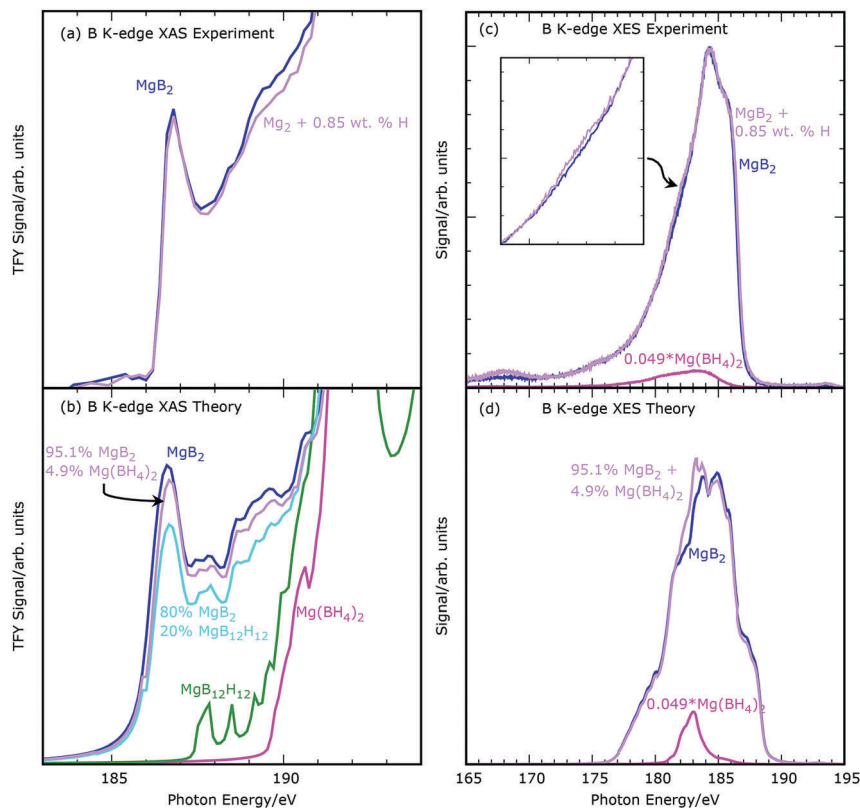 (a) B K-edge XAS Experiment
MgB2
Mg2 + 0.85 wt. % H
TFY Signal/arb. units
(b) B K-edge XAS Theory
95.1% MgB2
4.9% Mg(BH4)2
MgB2
80% MgB2
20% MgB12H12
Mg(BH4)2
MgB12H12
TFY Signal/arb. units
185 190
Photon Energy/eV
(c) B K-edge XES Experiment
MgB2 +
0.85 wt. % H
MgB2
0.049*Mg(BH4)2
Signal/arb. units
(d) B K-edge XES Theory
95.1% MgB2 +
4.9% Mg(BH4)2
MgB2
0.049*Mg(BH4)2
Signal/arb. units
165 170 175 180 185 190 195
Photon Energy/eV